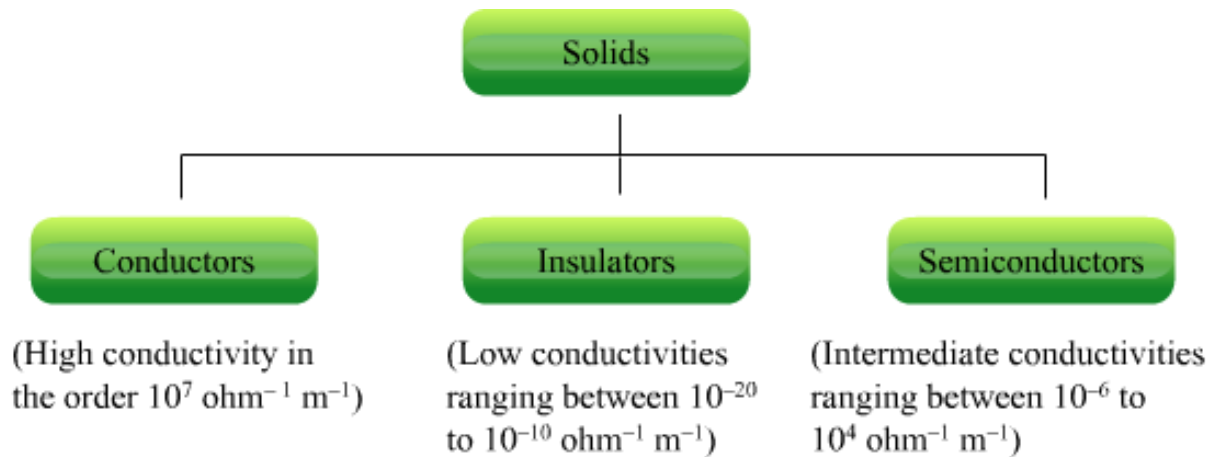 Solids
Conductors
Insulators
Semiconductors
(High conductivity in
the order 10⁷ ohm⁻¹ m⁻¹)
(Low conductivities
ranging between 10⁻²⁰
to 10⁻¹⁰ ohm⁻¹ m⁻¹)
(Intermediate conductivities
ranging between 10⁻⁶ to
10⁴ ohm⁻¹ m⁻¹)